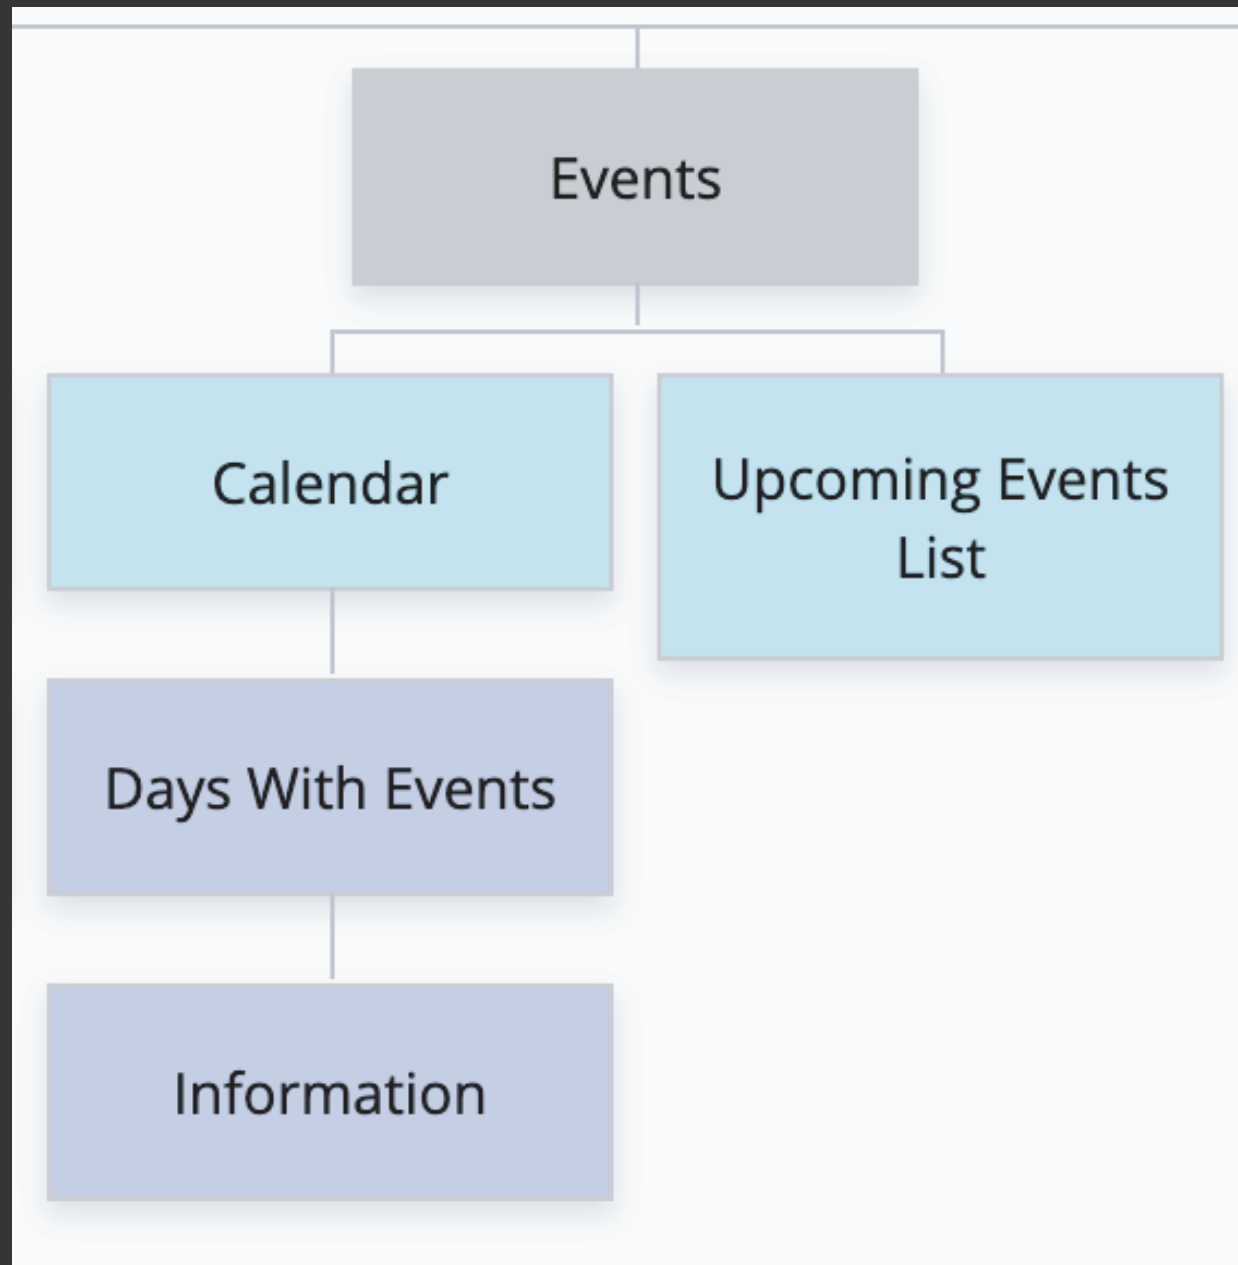 Events
Calendar
Upcoming Events
List
Days With Events
Information